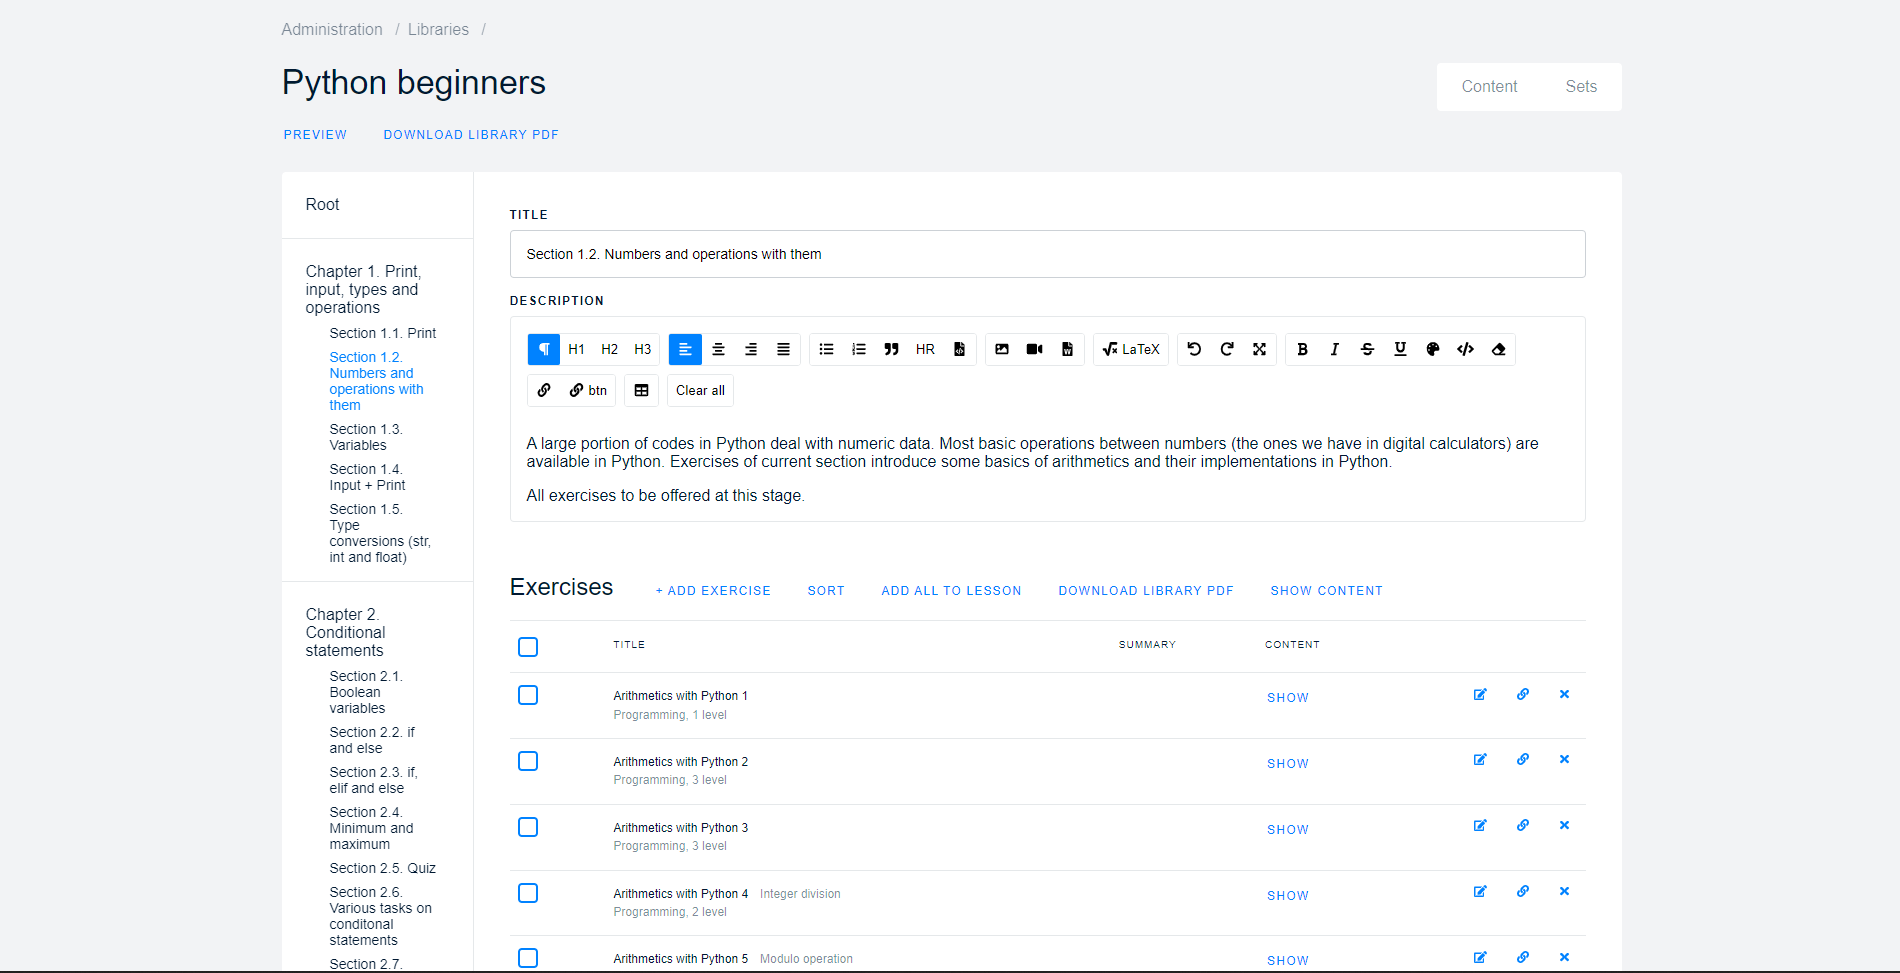 Administration / Libraries /
Python beginners
Content Sets
PREVIEW DOWNLOAD LIBRARY PDF
Root
Chapter 1. Print,
input, types and
operations
Section 1.1. Print
Section 1.2.
Numbers and
operations with
them
Section 1.3.
Variables
Section 1.4.
Input + Print
Section 1.5.
Type
conversions (str,
int and float)
Chapter 2.
Conditional
statements
Section 2.1.
Boolean
variables
Section 2.2. if
and else
Section 2.3. if,
elif and else
Section 2.4.
Minimum and
maximum
Section 2.5. Quiz
Section 2.6.
Various tasks on
conditonal
statements
Section 2.7.
TITLE
Section 1.2. Numbers and operations with them
DESCRIPTION
H1 H2 H3 HR LaTeX B I S U
btn Clear all
A large portion of codes in Python deal with numeric data. Most basic operations between numbers (the ones we have in digital calculators) are
available in Python. Exercises of current section introduce some basics of arithmetics and their implementations in Python.
All exercises to be offered at this stage.
Exercises + ADD EXERCISE SORT ADD ALL TO LESSON DOWNLOAD LIBRARY PDF SHOW CONTENT
TITLE SUMMARY CONTENT
Arithmetics with Python 1 SHOW
Programming, 1 level
Arithmetics with Python 2 SHOW
Programming, 3 level
Arithmetics with Python 3 SHOW
Programming, 3 level
Arithmetics with Python 4 Integer division SHOW
Programming, 2 level
Arithmetics with Python 5 Modulo operation SHOW